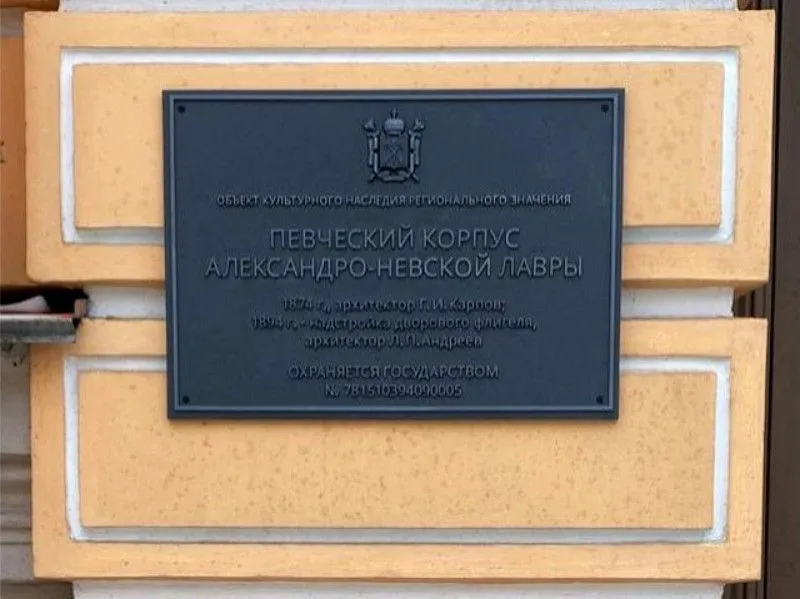 ОБЪЕКТ КУЛЬТУРНОГО НАСЛЕДИЯ РЕГИОНАЛЬНОГО ЗНАЧЕНИЯ
ПЕВЧЕСКИЙ КОРПУС
АЛЕКСАНДРО-НЕВСКОЙ ЛАВРЫ
1874 г., архитектор Г. И. Карпов;
1894 г. - надстройка дворового флигеля,
архитектор Л. П. Андреев
ОХРАНЯЕТСЯ ГОСУДАРСТВОМ
№ 781510394090005